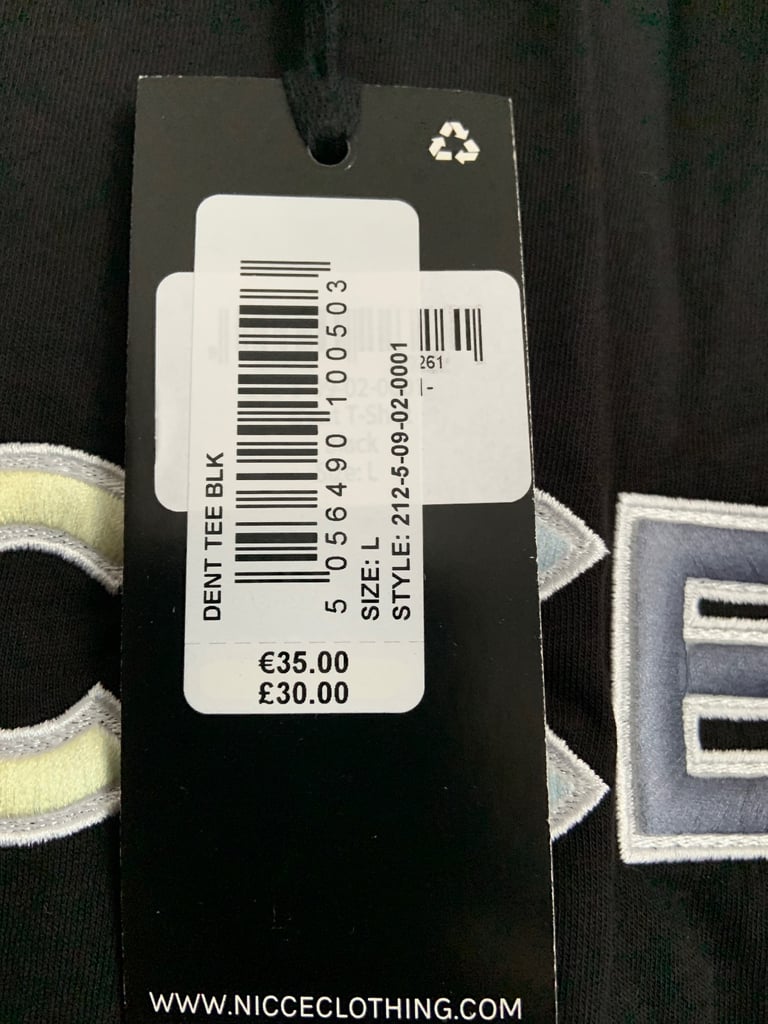 DENT TEE BLK
5 056490 100503
SIZE: L
STYLE: 212-5-09-02-0001
€35.00
£30.00
261
WWW.NICCECLOTHING.COM
C
E